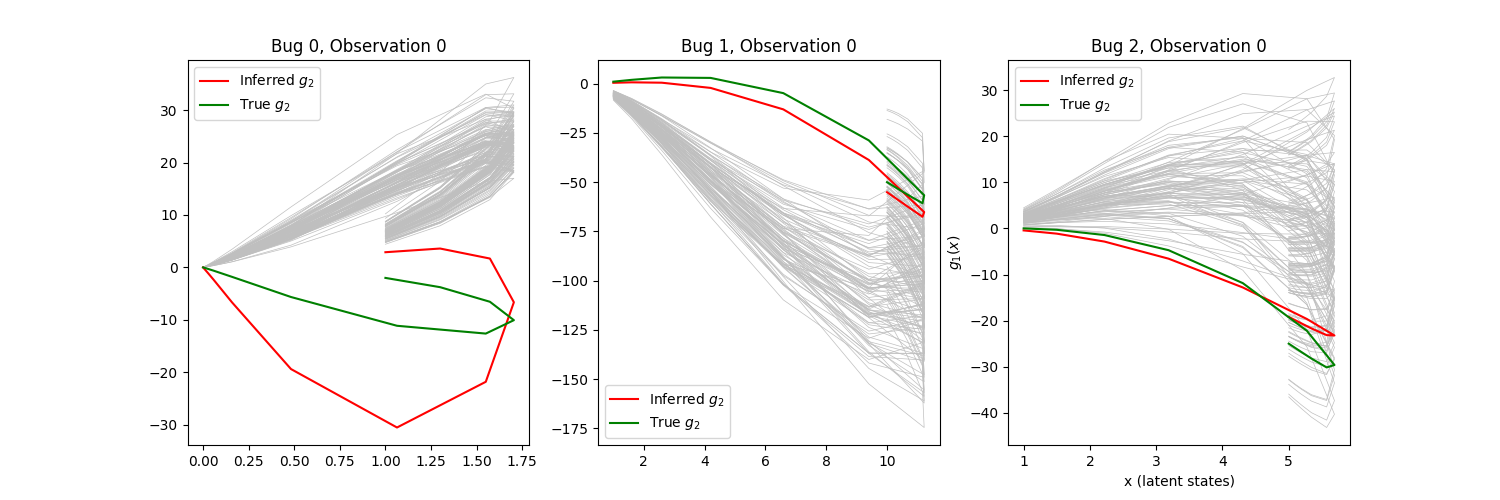 Bug 0, Observation 0
Inferred g₂
True g₂
30
20
10
0
−10
−20
−30
0.00 0.25 0.50 0.75 1.00 1.25 1.50 1.75
Bug 1, Observation 0
0
−25
−50
−75
−100
−125
−150
−175
Inferred g₂
True g₂
2 4 6 8 10
Bug 2, Observation 0
Inferred g₂
True g₂
g₁(x)
30
20
10
0
−10
−20
−30
−40
1 2 3 4 5
x (latent states)